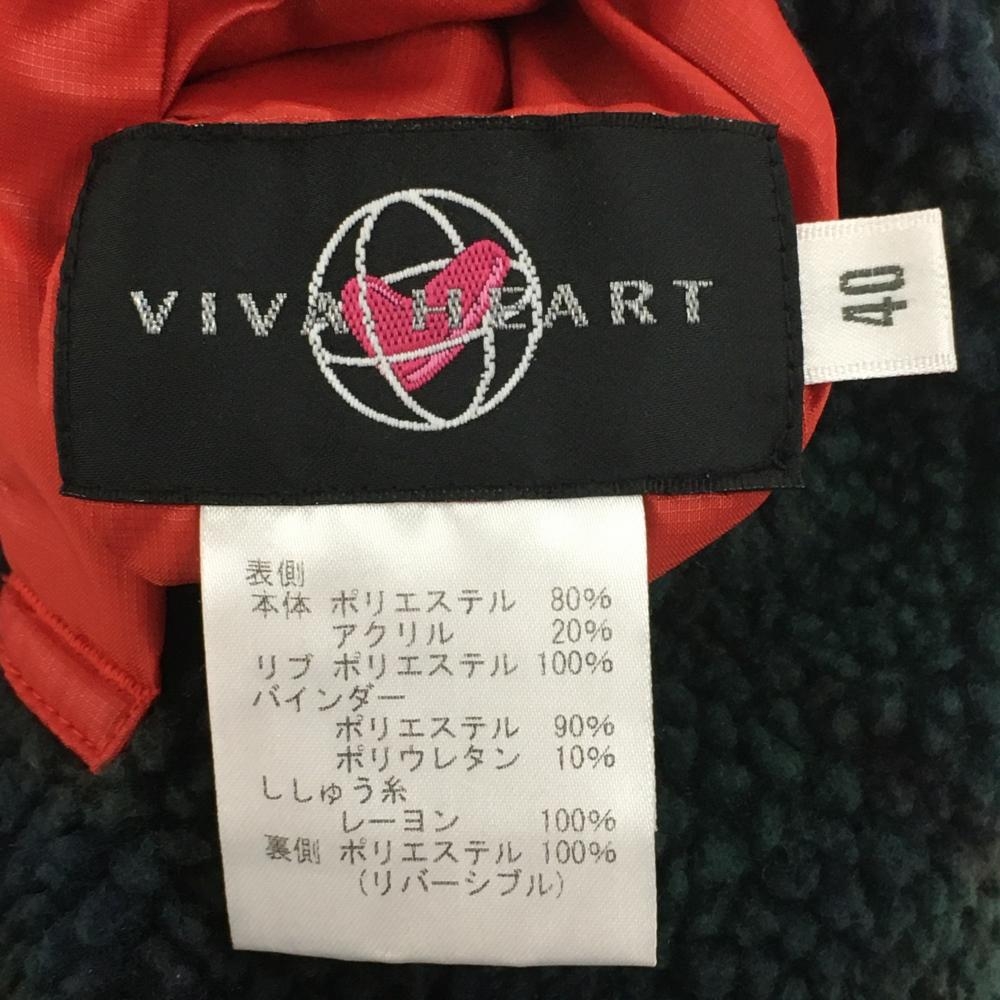 VIVA HEART
40
表側
本体 ポリエステル 80%
アクリル 20%
リブ ポリエステル 100%
バインダー
ポリエステル 90%
ポリウレタン 10%
ししゅう糸
レーヨン 100%
裏側 ポリエステル 100%
(リバーシブル)